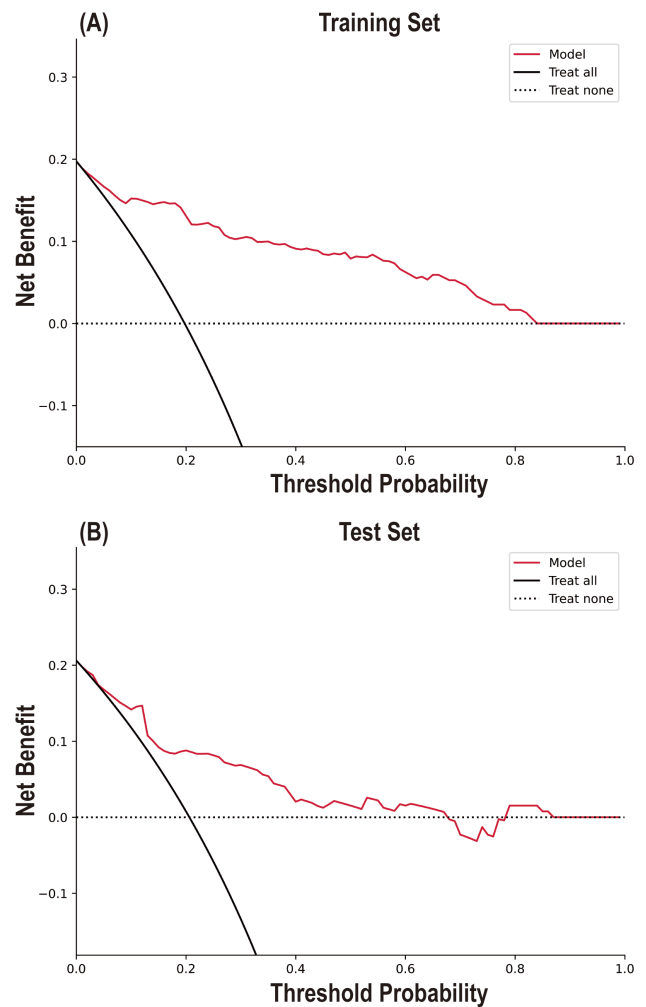 (A)
Training Set
Model
Treat all
Treat none
Net Benefit
0.3
0.2
0.1
0.0
−0.1
0.0 0.2 0.4 0.6 0.8 1.0
Threshold Probability
(B)
Test Set
Model
Treat all
Treat none
Net Benefit
0.3
0.2
0.1
0.0
−0.1
0.0 0.2 0.4 0.6 0.8 1.0
Threshold Probability